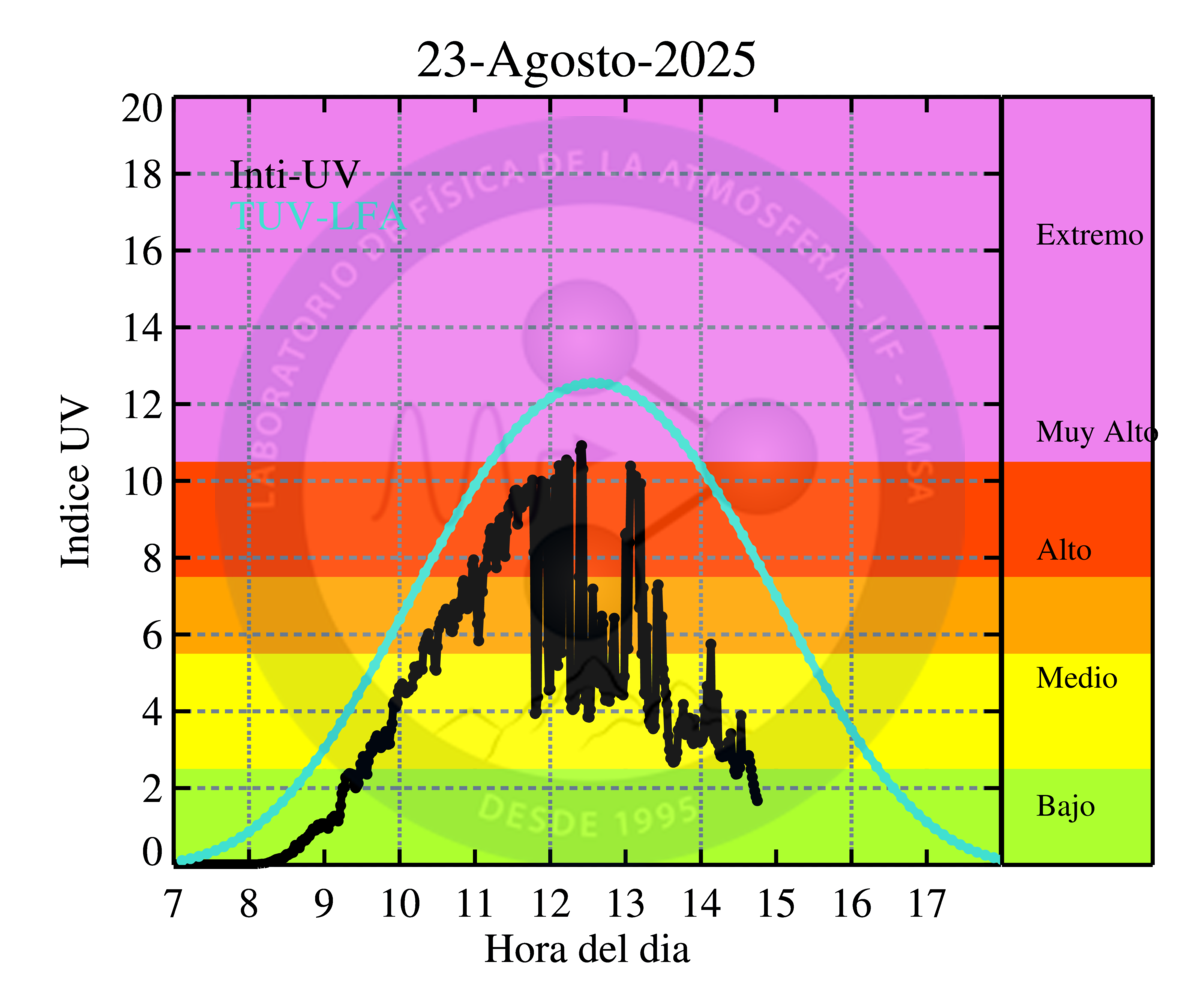 23-Agosto-2025
20
18
16
14
12
10
8
6
4
2
0
Indice UV
Inti-UV
TUV-LFA
LABORATORIO DE FÍSICA DE LA ATMÓSFERA - IIF - UMSA
DESDE 1995
Extremo
Muy Alto
Alto
Medio
Bajo
7 8 9 10 11 12 13 14 15 16 17
Hora del dia